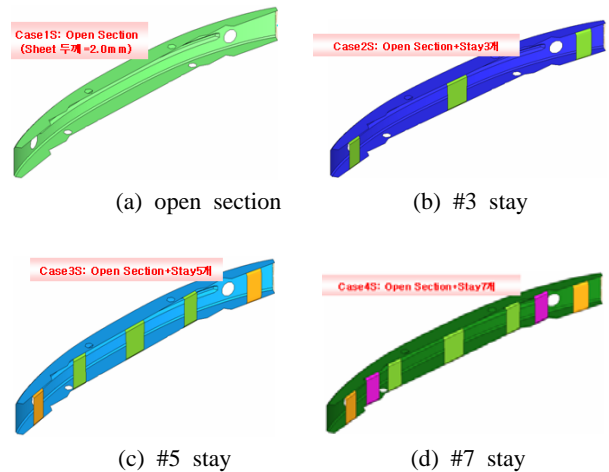 Case1S: Open Section
(Sheet 두께=2.0mm)
Case2S: Open Section+Stay3개
(a) open section
(b) #3 stay
Case3S: Open Section+Stay5개
Case4S: Open Section+Stay7개
(c) #5 stay
(d) #7 stay